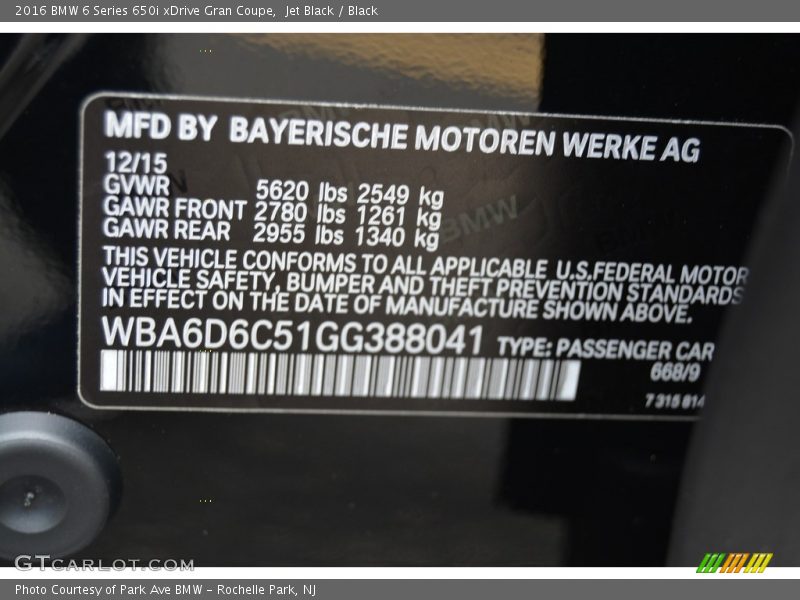 2016 BMW 6 Series 650i xDrive Gran Coupe,  Jet Black / Black
MFD BY BAYERISCHE MOTOREN WERKE AG
12/15
GVWR 5620 lbs 2549 kg
GAWR FRONT 2780 lbs 1261 kg
GAWR REAR 2955 lbs 1340 kg
THIS VEHICLE CONFORMS TO ALL APPLICABLE U.S.FEDERAL MOTOR
VEHICLE SAFETY, BUMPER AND THEFT PREVENTION STANDARDS
IN EFFECT ON THE DATE OF MANUFACTURE SHOWN ABOVE.
WBA6D6C51GG388041 TYPE: PASSENGER CAR
668/9
7 315 814
GTCARLOT.COM
Photo Courtesy of Park Ave BMW - Rochelle Park, NJ